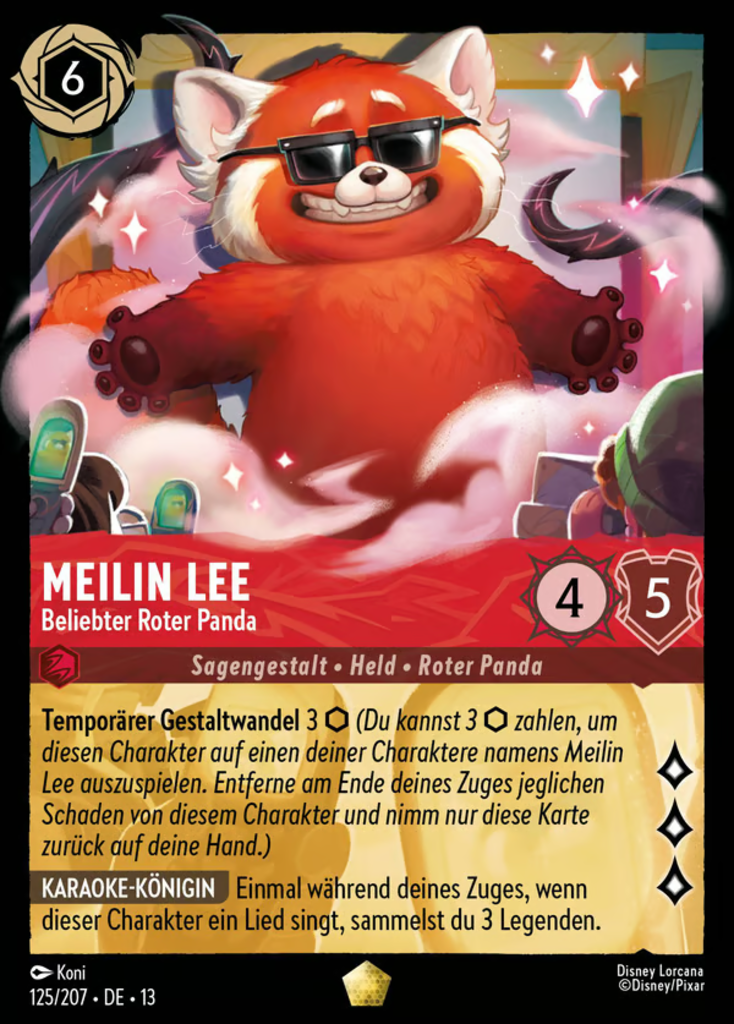 6
MEILIN LEE
Beliebter Roter Panda
4
5
Sagengestalt • Held • Roter Panda
Temporärer Gestaltwandel 3 ⬡ (Du kannst 3 ⬡ zahlen, um
diesen Charakter auf einen deiner Charaktere namens Meilin
Lee auszuspielen. Entferne am Ende deines Zuges jeglichen
Schaden von diesem Charakter und nimm nur diese Karte
zurück auf deine Hand.)
KARAOKE-KÖNIGIN Einmal während deines Zuges, wenn
dieser Charakter ein Lied singt, sammelst du 3 Legenden.
Koni
125/207 • DE • 13
Disney Lorcana
©Disney/Pixar